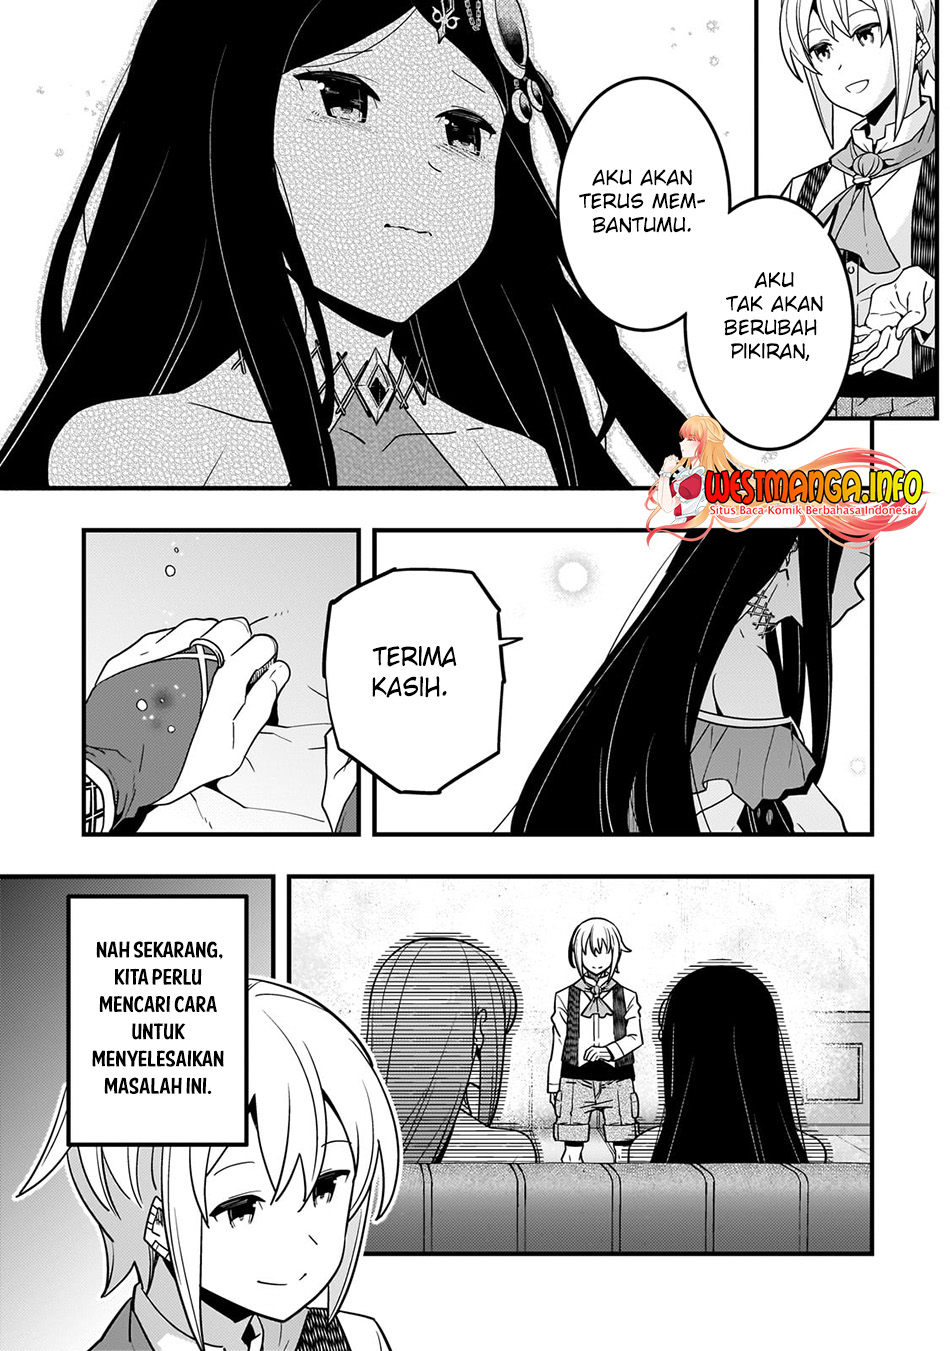 AKU
TAK AKAN
BERUBAH
PIKIRAN,
AKU AKAN
TERUS MEM-
BANTUMU.
WESTMANGA.INFO
Situs Baca Komik Berbahasa Indonesia
TERIMA
KASIH.
NAH SEKARANG,
KITA PERLU
MENCARI CARA
UNTUK
MENYELESAIKAN
MASALAH INI.